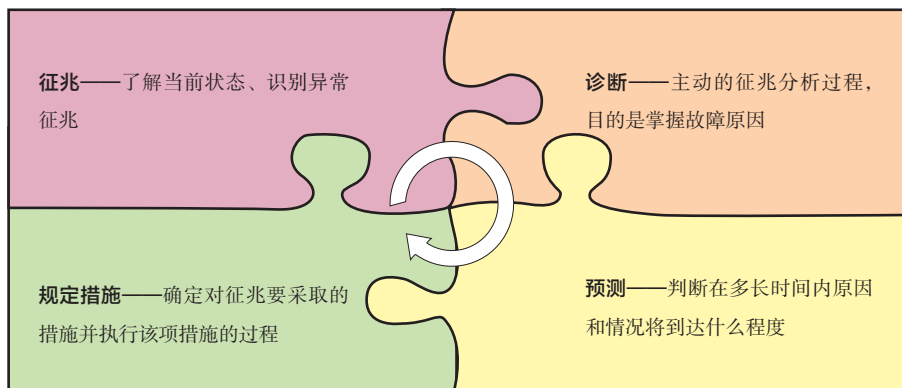 征兆——了解当前状态、识别异常
征兆
诊断——主动的征兆分析过程，
目的是掌握故障原因
规定措施——确定对征兆要采取的
措施并执行该项措施的过程
预测——判断在多长时间内原因
和情况将到达什么程度